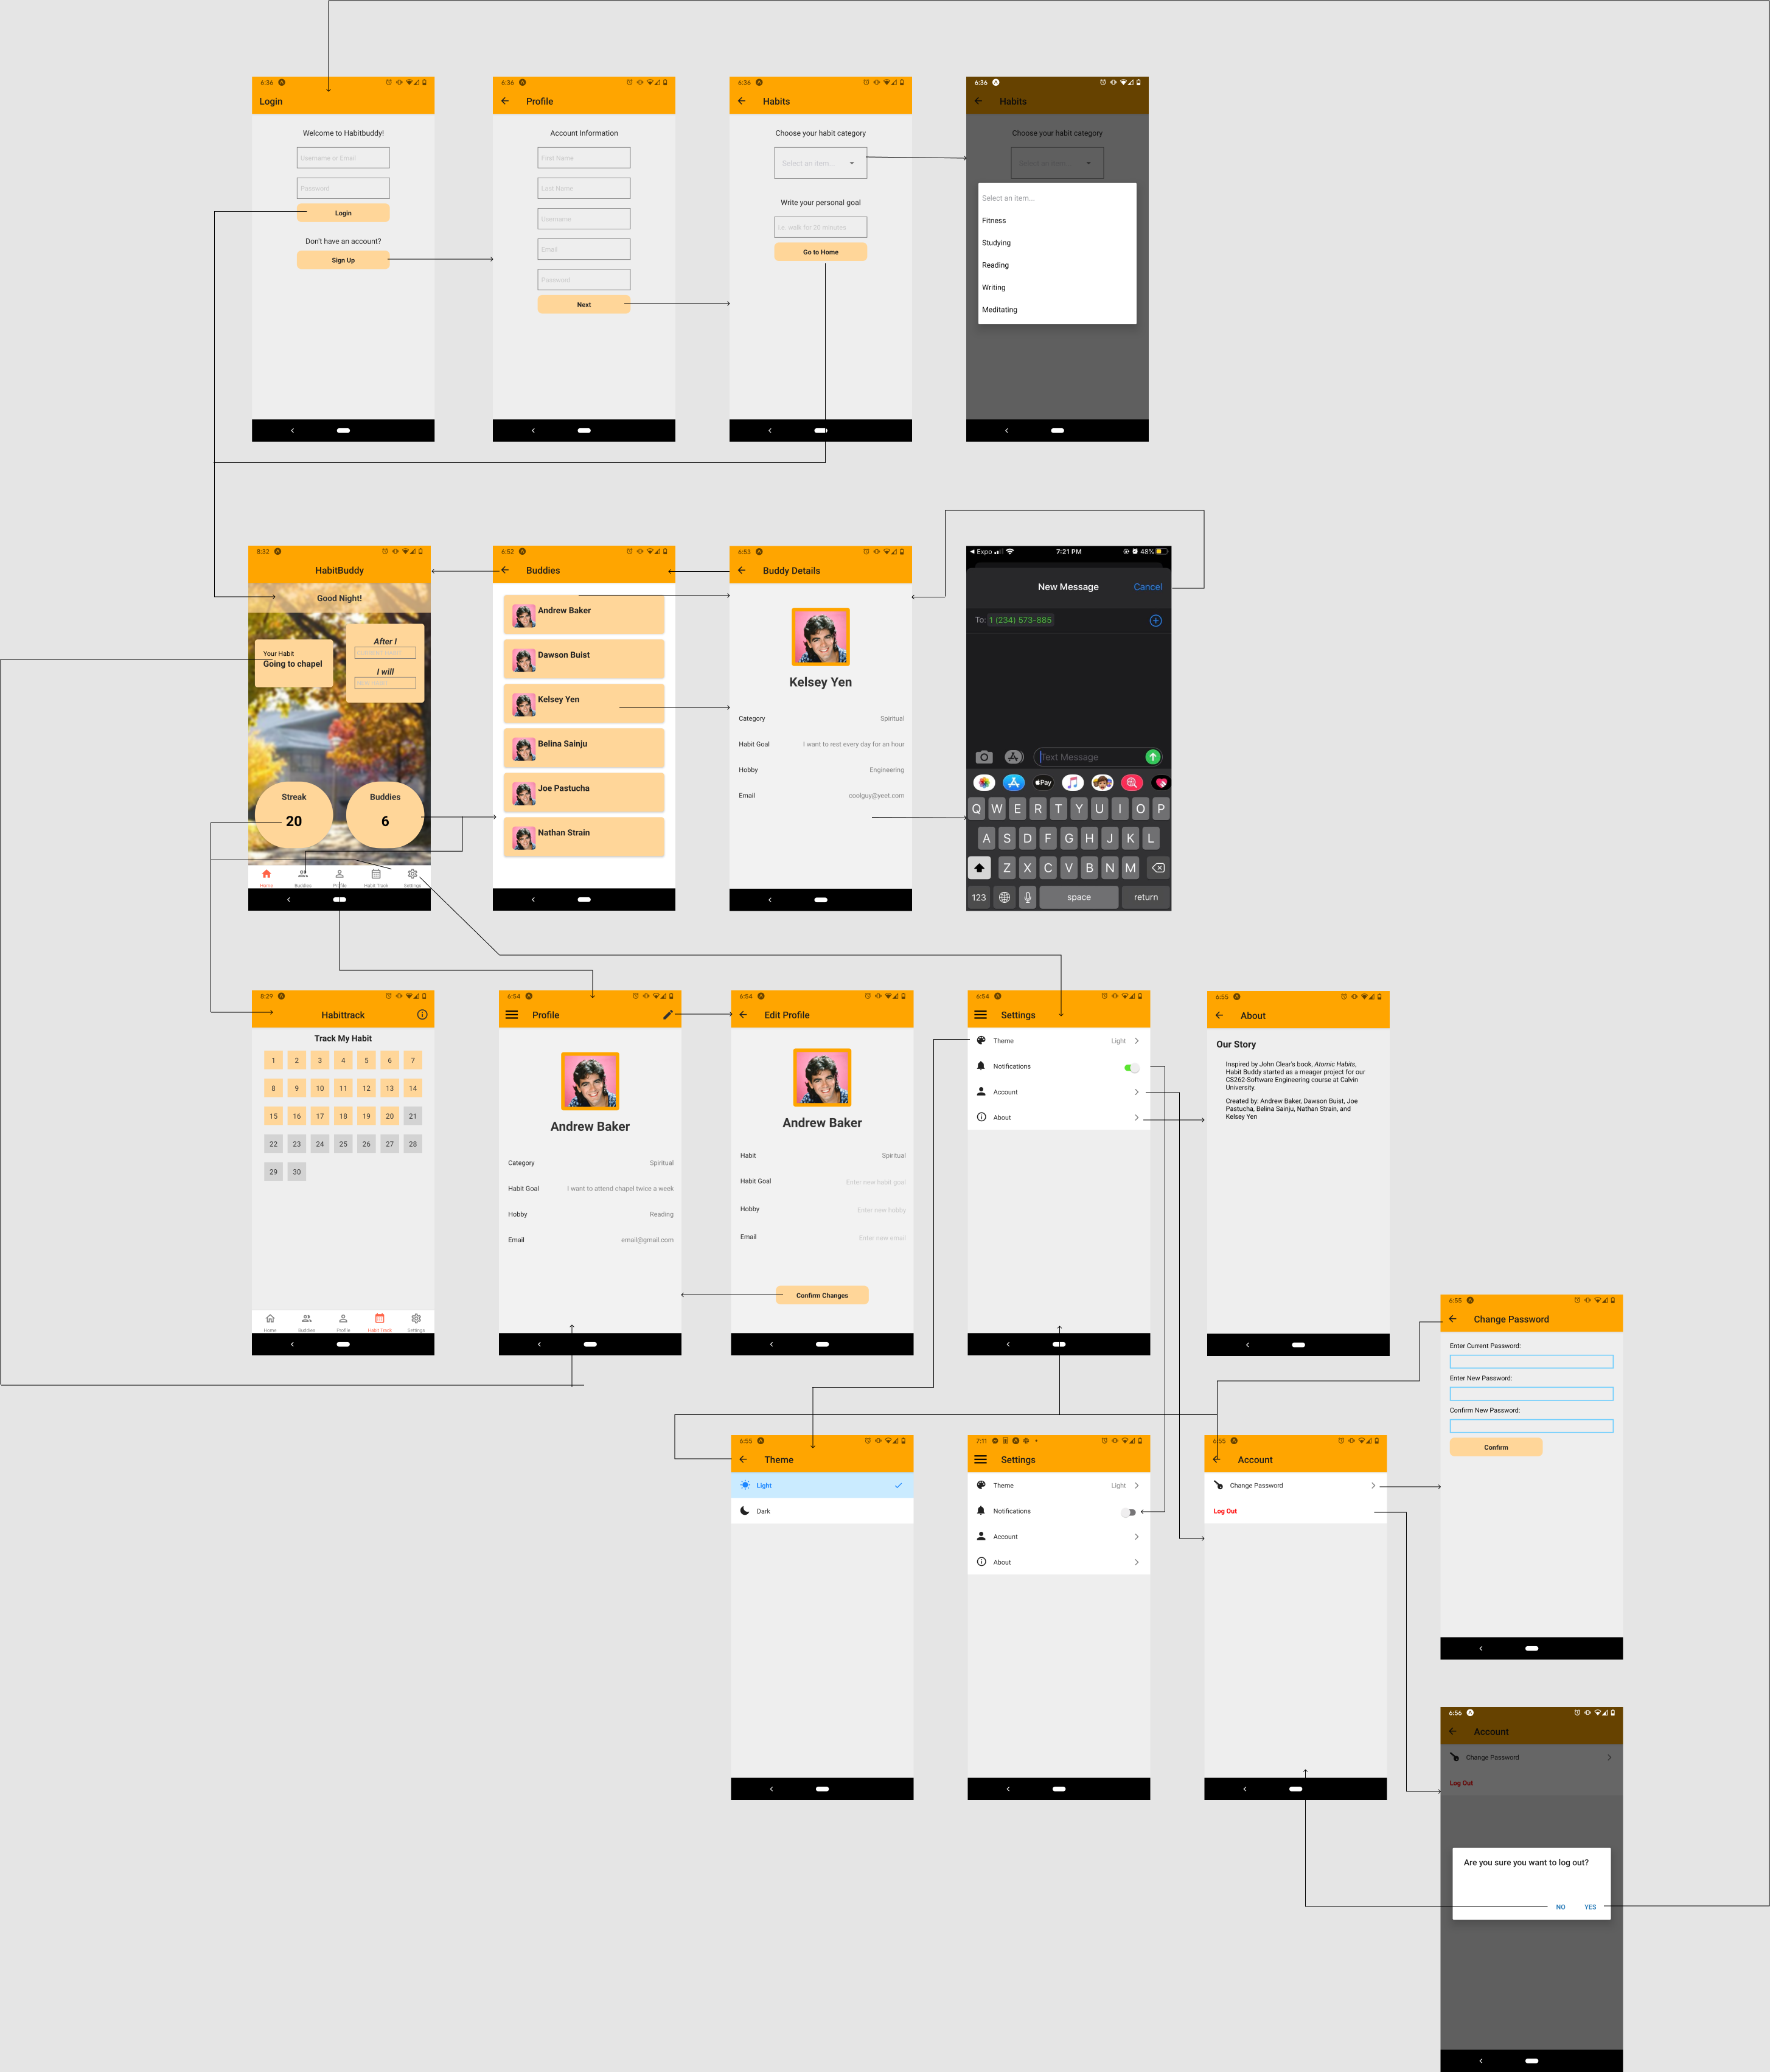 6:36
Login
Welcome to Habitbuddy!
Username or Email
Password
Login
Don't have an account?
Sign Up
6:36
Profile
Account Information
First Name
Last Name
Username
Email
Password
Next
6:36
Habits
Choose your habit category
Select an item...
Write your personal goal
i.e. walk for 20 minutes
Go to Home
6:36
Habits
Choose your habit category
Select an item...
Select an item...
Fitness
Studying
Reading
Writing
Meditating
8:32
HabitBuddy
Good Night!
Your Habit
Going to chapel
After I
I will
Streak
20
Buddies
6
Home
Buddies
Profile
Habit Track
Settings
6:52
Buddies
Andrew Baker
Dawson Buist
Kelsey Yen
Belina Sainju
Joe Pastucha
Nathan Strain
6:53
Buddy Details
Kelsey Yen
Category Spiritual
Habit Goal I want to rest every day for an hour
Hobby Engineering
Email coolguy@yeet.com
Expo 7:21 PM 48%
New Message Cancel
To: 1 (234) 573-885
Text Message
Pay
Q W E R T Y U I O P
A S D F G H J K L
Z X C V B N M
123 space return
8:29
Habittrack
Track My Habit
1 2 3 4 5 6 7
8 9 10 11 12 13 14
15 16 17 18 19 20 21
22 23 24 25 26 27 28
29 30
Home Buddies Profile Habit Track Settings
6:54
Profile
Andrew Baker
Category Spiritual
Habit Goal I want to attend chapel twice a week
Hobby Reading
Email email@gmail.com
6:54
Edit Profile
Andrew Baker
Habit Spiritual
Habit Goal Enter new habit goal
Hobby Enter new hobby
Email Enter new email
Confirm Changes
6:54
Settings
Theme Light
Notifications
Account
About
6:55
About
Our Story
Inspired by John Clear's book, Atomic Habits,
Habit Buddy started as a meager project for our
CS262-Software Engineering course at Calvin
University.
Created by: Andrew Baker, Dawson Buist, Joe
Pastucha, Belina Sainju, Nathan Strain, and
Kelsey Yen
6:55
Change Password
Enter Current Password:
Enter New Password:
Confirm New Password:
Confirm
6:55
Theme
Light
Dark
7:11
Settings
Theme Light
Notifications
Account
About
6:55
Account
Change Password
Log Out
6:56
Account
Change Password
Log Out
Are you sure you want to log out?
NO YES